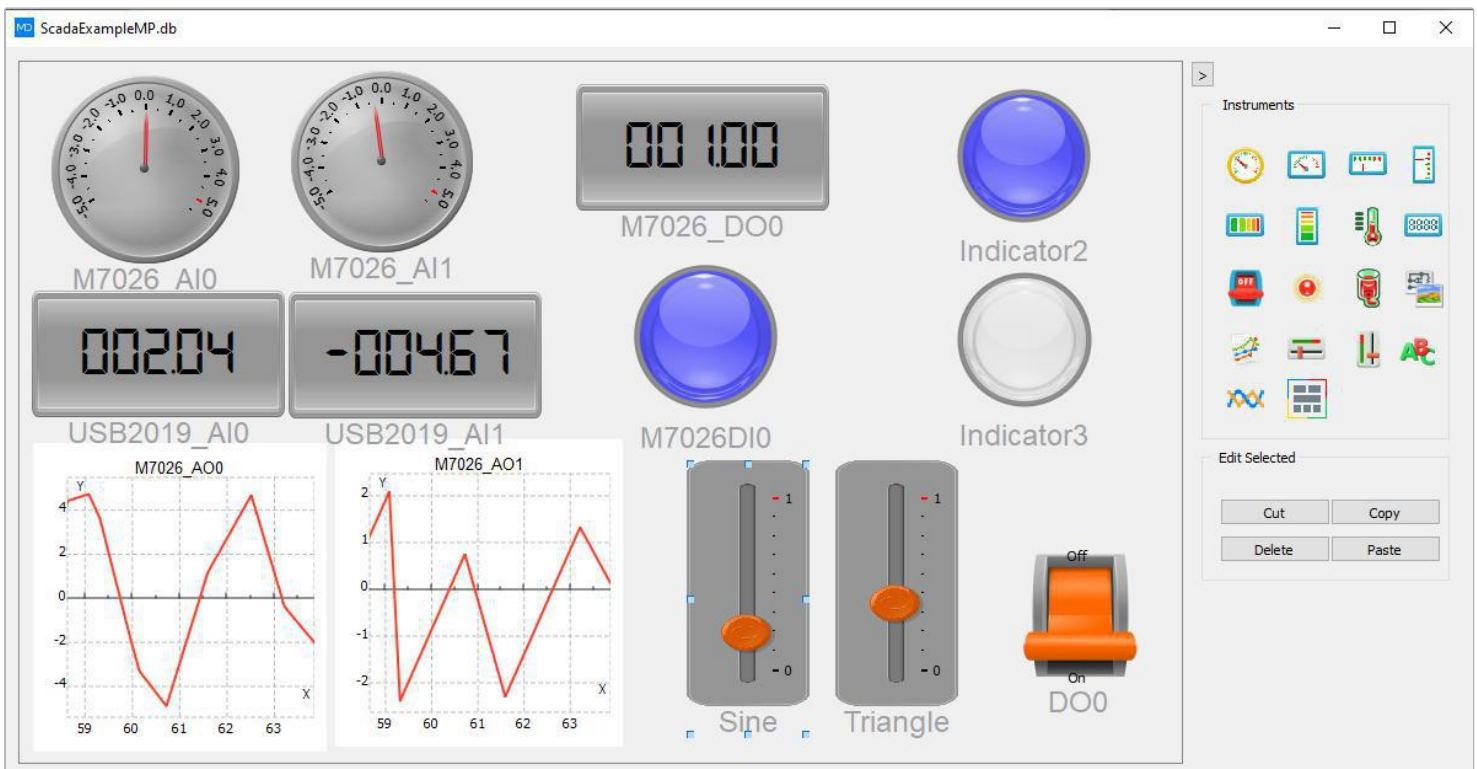 MD ScadaExampleMP.db
>
Instruments
-5.0 -4.0 -3.0 -2.0 -1.0 0.0 1.0 2.0 3.0 4.0 5.0
M7026_AI0
-5.0 -4.0 -3.0 -2.0 -1.0 0.0 1.0 2.0 3.0 4.0 5.0
M7026_AI1
001.00
M7026_DO0
Indicator2
002.04
USB2019_AI0
-004.67
USB2019_AI1
M7026DI0
Indicator3
8888
OFF
ABC
M7026_AO0
Y
4
2
0
-2
-4
X
59 60 61 62 63
M7026_AO1
Y
2
1
0
-1
-2
X
59 60 61 62 63
1
0
Sine
1
0
Triangle
Off
On
DO0
Edit Selected
Cut Copy
Delete Paste